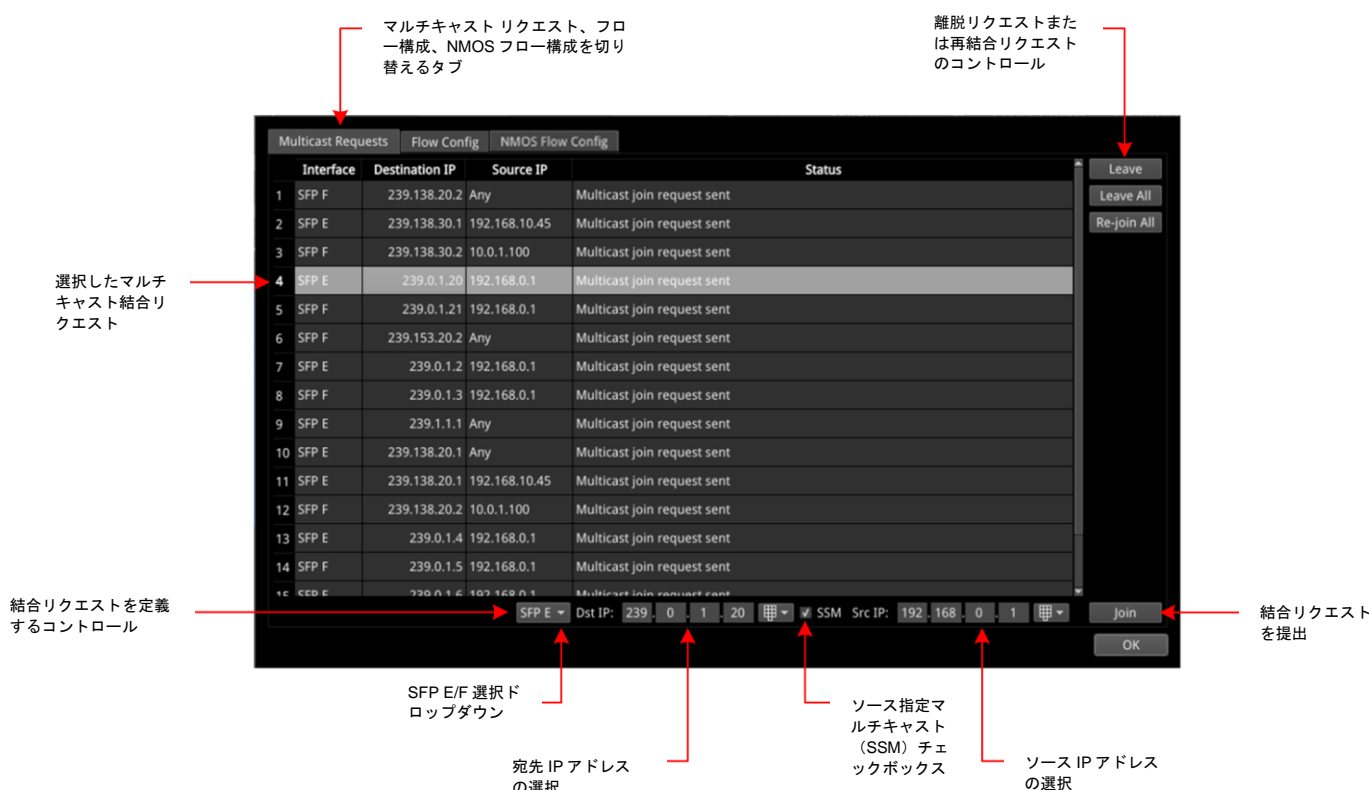 マルチキャスト リクエスト、フロ
ー構成、NMOS フロー構成を切り
替えるタブ
離脱リクエストまた
は再結合リクエスト
のコントロール
Multicast Requests Flow Config NMOS Flow Config
Interface Destination IP Source IP Status
1 SFP F 239.138.20.2 Any Multicast join request sent
2 SFP E 239.138.30.1 192.168.10.45 Multicast join request sent
3 SFP F 239.138.30.2 10.0.1.100 Multicast join request sent
4 SFP E 239.0.1.20 192.168.0.1 Multicast join request sent
5 SFP F 239.0.1.21 192.168.0.1 Multicast join request sent
6 SFP F 239.153.20.2 Any Multicast join request sent
7 SFP E 239.0.1.2 192.168.0.1 Multicast join request sent
8 SFP F 239.0.1.3 192.168.0.1 Multicast join request sent
9 SFP E 239.1.1.1 Any Multicast join request sent
10 SFP E 239.138.20.1 Any Multicast join request sent
11 SFP E 239.138.20.1 192.168.10.45 Multicast join request sent
12 SFP F 239.138.20.2 10.0.1.100 Multicast join request sent
13 SFP E 239.0.1.4 192.168.0.1 Multicast join request sent
14 SFP F 239.0.1.5 192.168.0.1 Multicast join request sent
15 SFP 239.0.1.6 192.168.0.1 Multicast join request sent
Leave
Leave All
Re-join All
選択したマルチ
キャスト結合リ
クエスト
結合リクエストを定義
するコントロール
SFP E Dst IP: 239 . 0 . 1 . 20 SSM Src IP: 192 . 168 . 0 . 1 Join
OK
結合リクエスト
を提出
SFP E/F 選択ド
ロップダウン
宛先 IP アドレス
の選択
ソース指定マ
ルチキャスト
（SSM）チェ
ックボックス
ソース IP アドレス
の選択